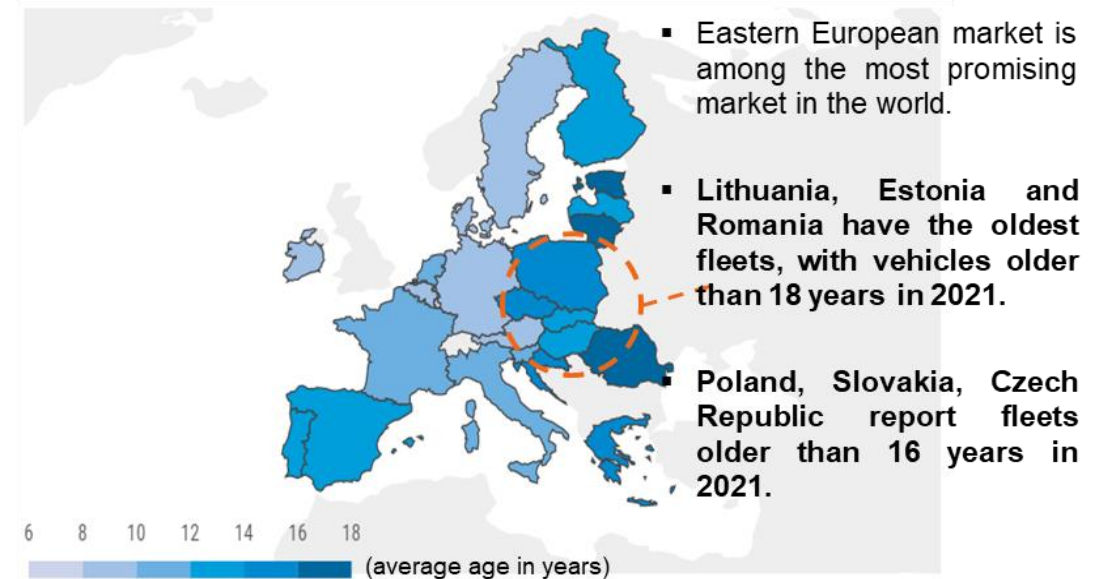 ▪ Eastern European market is
among the most promising
market in the world.
▪ Lithuania, Estonia and
Romania have the oldest
fleets, with vehicles older
than 18 years in 2021.
▪ Poland, Slovakia, Czech
Republic report fleets
older than 16 years in
2021.
6 8 10 12 14 16 18
(average age in years)